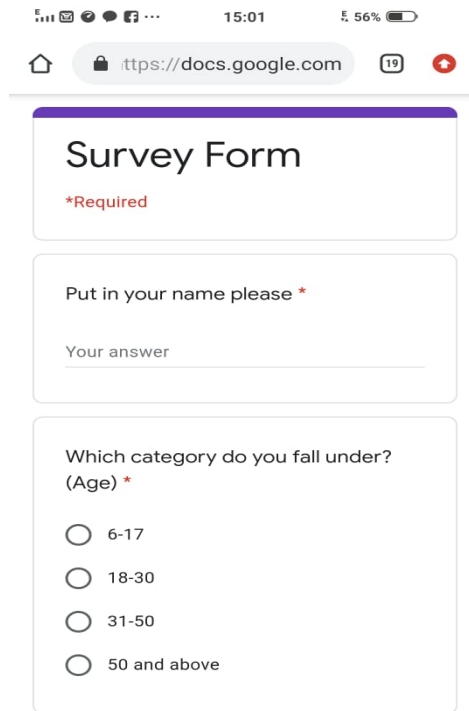 E
15:01
E 56%
ttps://docs.google.com
19
Survey Form
*Required
Put in your name please *
Your answer
Which category do you fall under?
(Age) *
6-17
18-30
31-50
50 and above